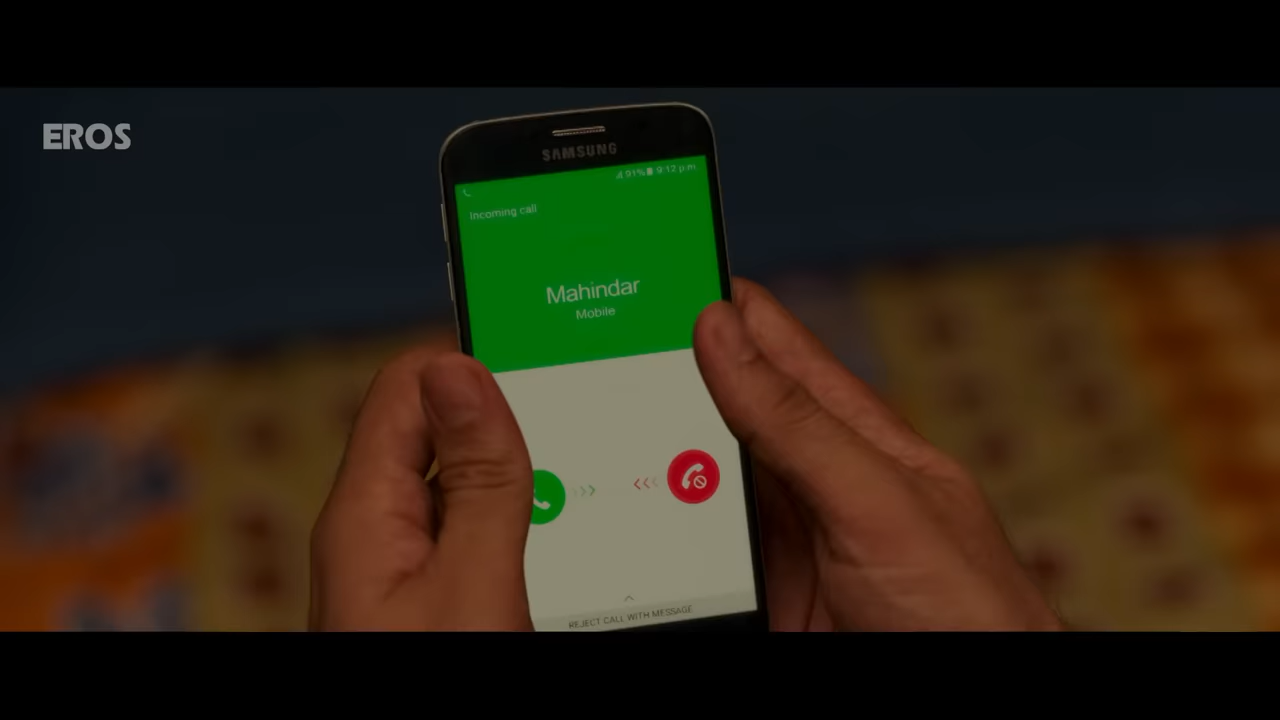 EROS
SAMSUNG
91% 9:12 p.m.
Incoming call
Mahindar
Mobile
REJECT CALL WITH MESSAGE